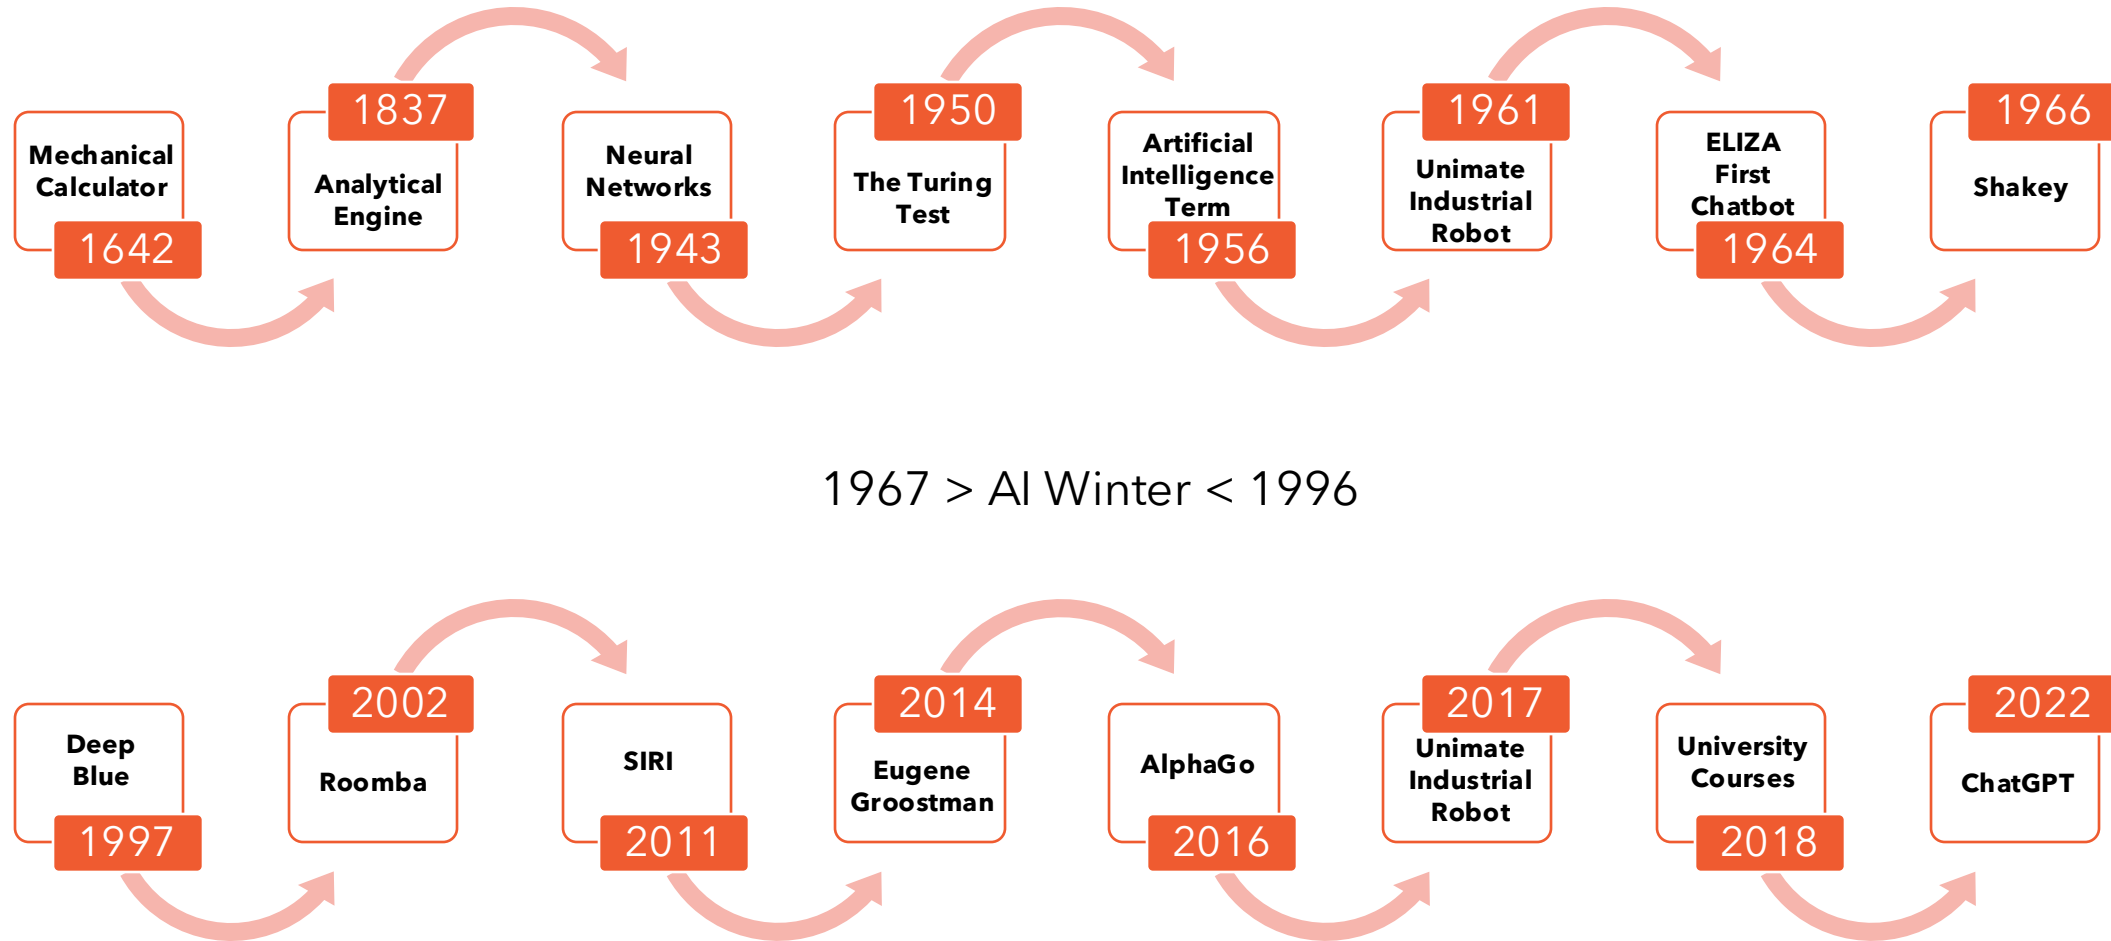 Mechanical
Calculator
1642
1837
Analytical
Engine
Neural
Networks
1943
1950
The Turing
Test
Artificial
Intelligence
Term
1956
1961
Unimate
Industrial
Robot
ELIZA
First
Chatbot
1964
1966
Shakey
1967 > AI Winter < 1996
Deep
Blue
1997
2002
Roomba
SIRI
2011
2014
Eugene
Groostman
AlphaGo
2016
2017
Unimate
Industrial
Robot
University
Courses
2018
2022
ChatGPT